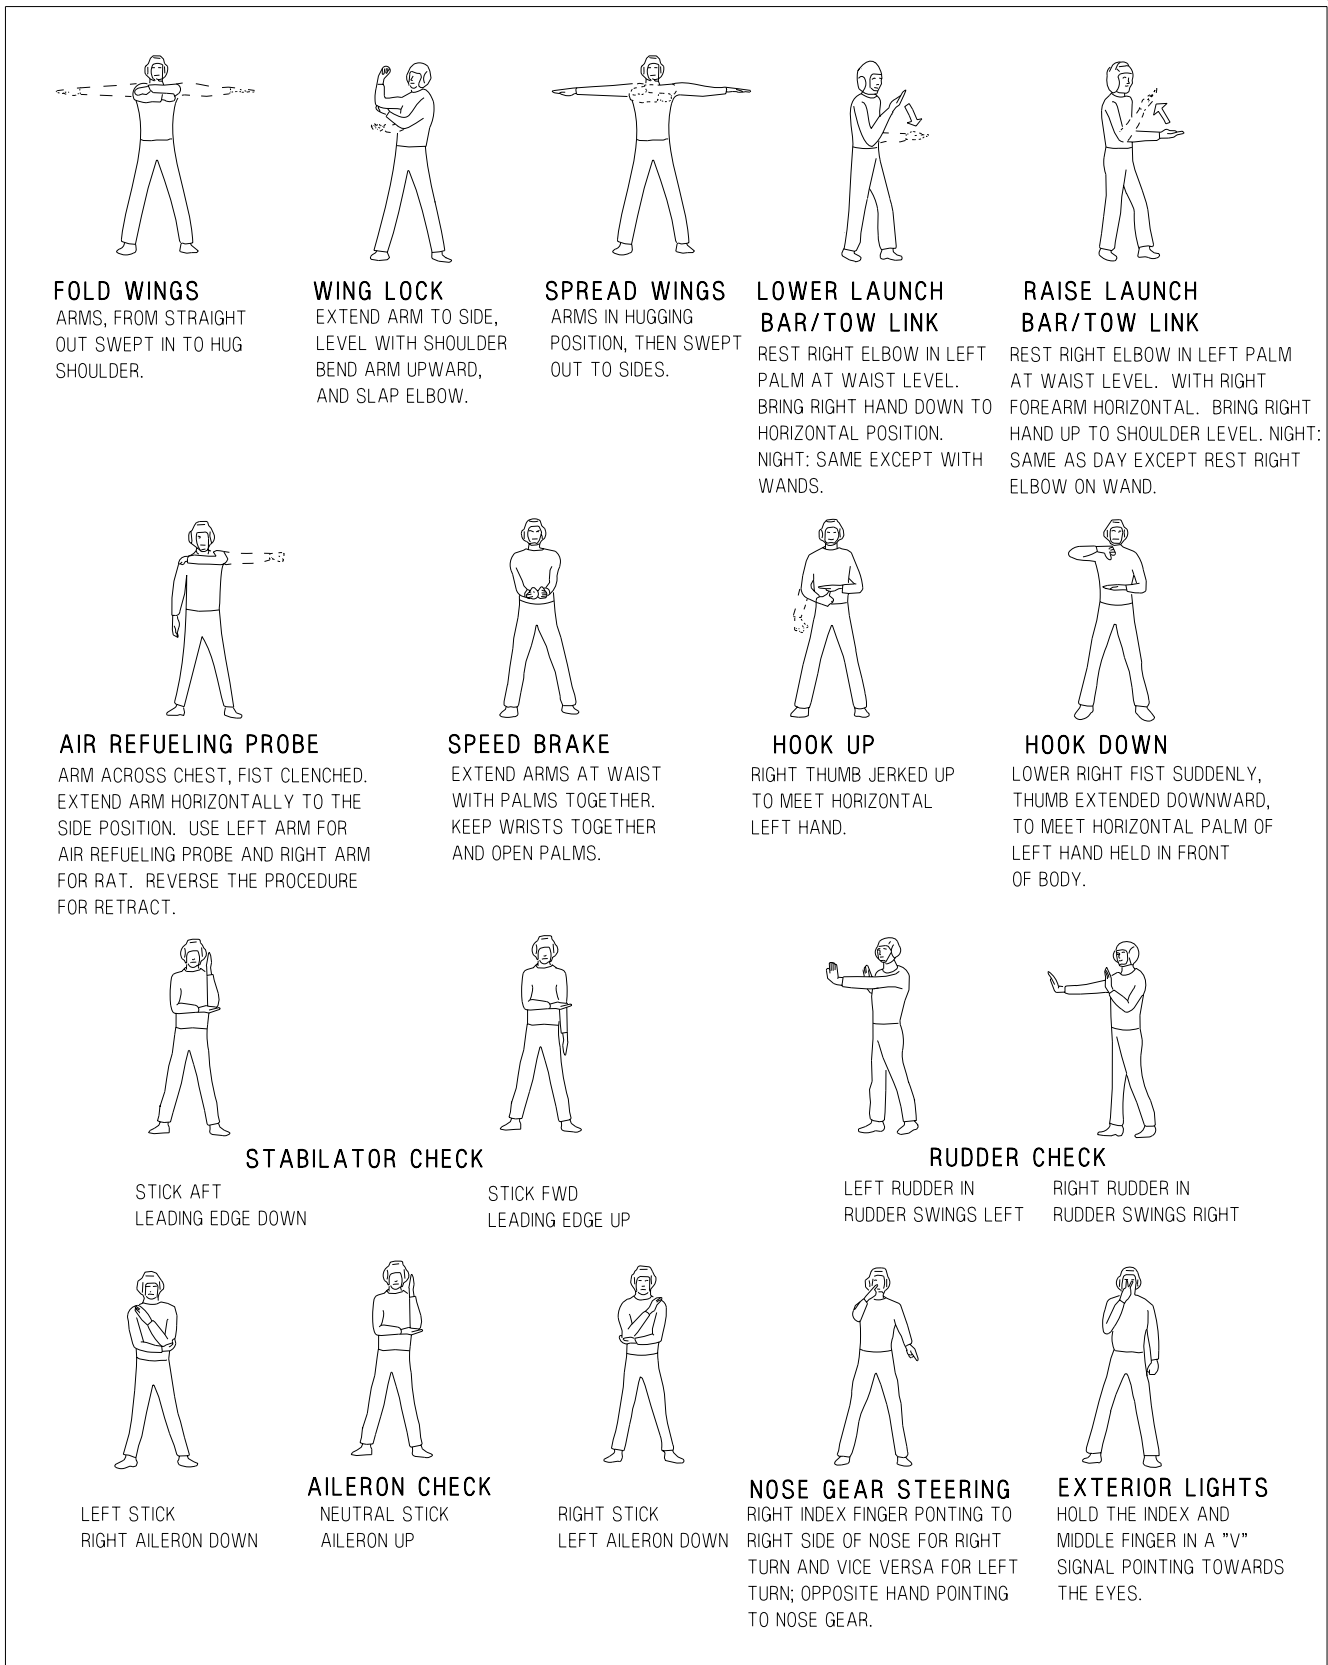 FOLD WINGS
ARMS, FROM STRAIGHT
OUT SWEPT IN TO HUG
SHOULDER.
WING LOCK
EXTEND ARM TO SIDE,
LEVEL WITH SHOULDER
BEND ARM UPWARD,
AND SLAP ELBOW.
SPREAD WINGS
ARMS IN HUGGING
POSITION, THEN SWEPT
OUT TO SIDES.
LOWER LAUNCH
BAR/TOW LINK
REST RIGHT ELBOW IN LEFT
PALM AT WAIST LEVEL.
BRING RIGHT HAND DOWN TO
HORIZONTAL POSITION.
NIGHT: SAME EXCEPT WITH
WANDS.
RAISE LAUNCH
BAR/TOW LINK
REST RIGHT ELBOW IN LEFT PALM
AT WAIST LEVEL. WITH RIGHT
FOREARM HORIZONTAL. BRING RIGHT
HAND UP TO SHOULDER LEVEL. NIGHT:
SAME AS DAY EXCEPT REST RIGHT
ELBOW ON WAND.
AIR REFUELING PROBE
ARM ACROSS CHEST, FIST CLENCHED.
EXTEND ARM HORIZONTALLY TO THE
SIDE POSITION. USE LEFT ARM FOR
AIR REFUELING PROBE AND RIGHT ARM
FOR RAT. REVERSE THE PROCEDURE
FOR RETRACT.
SPEED BRAKE
EXTEND ARMS AT WAIST
WITH PALMS TOGETHER.
KEEP WRISTS TOGETHER
AND OPEN PALMS.
HOOK UP
RIGHT THUMB JERKED UP
TO MEET HORIZONTAL
LEFT HAND.
HOOK DOWN
LOWER RIGHT FIST SUDDENLY,
THUMB EXTENDED DOWNWARD,
TO MEET HORIZONTAL PALM OF
LEFT HAND HELD IN FRONT
OF BODY.
STABILATOR CHECK
STICK AFT
LEADING EDGE DOWN
STICK FWD
LEADING EDGE UP
RUDDER CHECK
LEFT RUDDER IN
RUDDER SWINGS LEFT
RIGHT RUDDER IN
RUDDER SWINGS RIGHT
AILERON CHECK
LEFT STICK
RIGHT AILERON DOWN
NEUTRAL STICK
AILERON UP
RIGHT STICK
LEFT AILERON DOWN
NOSE GEAR STEERING
RIGHT INDEX FINGER PONTING TO
RIGHT SIDE OF NOSE FOR RIGHT
TURN AND VICE VERSA FOR LEFT
TURN; OPPOSITE HAND POINTING
TO NOSE GEAR.
EXTERIOR LIGHTS
HOLD THE INDEX AND
MIDDLE FINGER IN A "V"
SIGNAL POINTING TOWARDS
THE EYES.